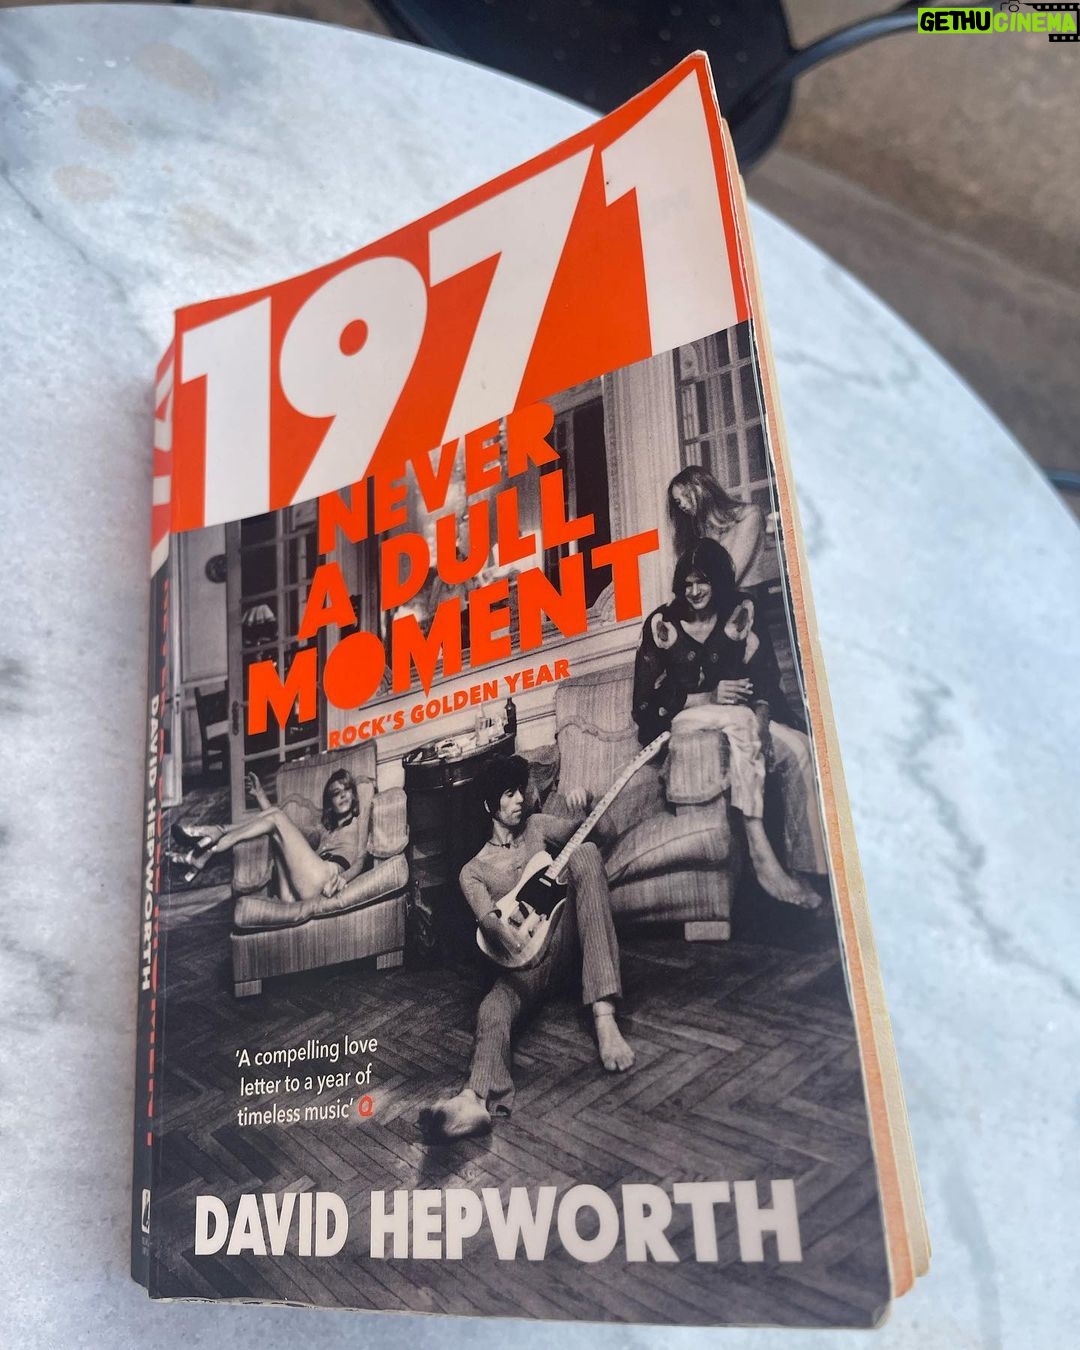 GETHUCINEMA
1971
NEVER
A DULL
MOMENT
ROCK'S GOLDEN YEAR
'A compelling love
letter to a year of
timeless music' Q
DAVID HEPWORTH
DAVID HEPWORTH